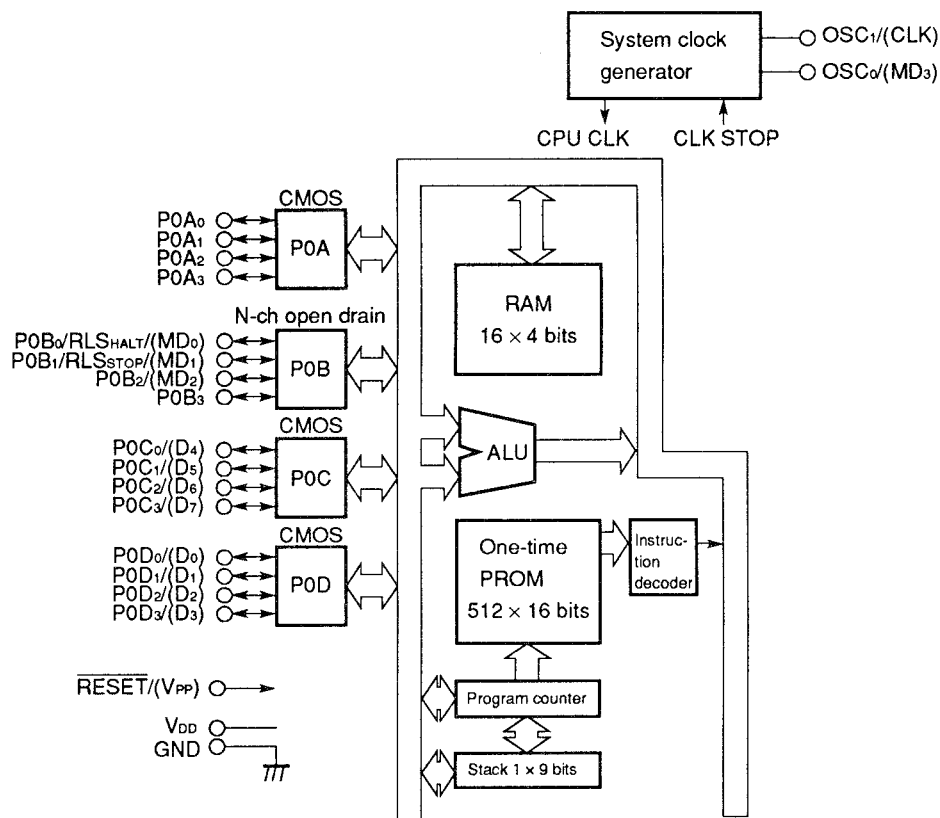 System clock
generator
OSC₁/(CLK)
OSC₀/(MD₃)
CPU CLK
CLK STOP
CMOS
P0A₀
P0A₁
P0A₂
P0A₃
P0A
RAM
16 × 4 bits
N-ch open drain
P0B₀/RLSHALT/(MD₀)
P0B₁/RLSSTOP/(MD₁)
P0B₂/(MD₂)
P0B₃
P0B
CMOS
P0C₀/(D₄)
P0C₁/(D₅)
P0C₂/(D₆)
P0C₃/(D₇)
P0C
ALU
CMOS
P0D₀/(D₀)
P0D₁/(D₁)
P0D₂/(D₂)
P0D₃/(D₃)
P0D
One-time
PROM
512 × 16 bits
Instruc-
tion
decoder
RESET/(VPP)
Program counter
VDD
GND
Stack 1 × 9 bits